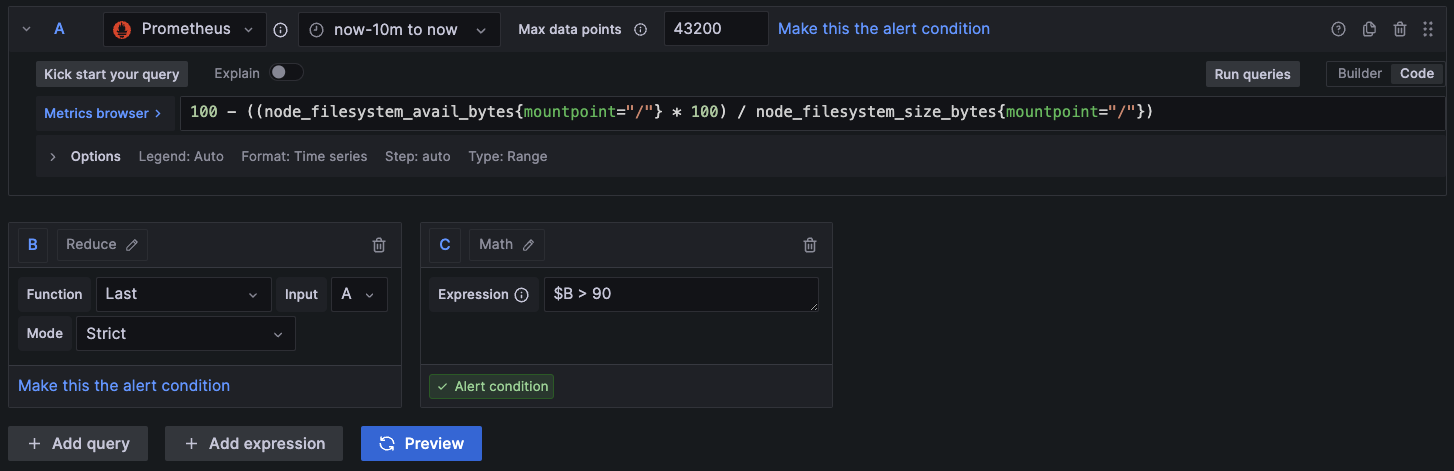 A Prometheus now-10m to now Max data points 43200 Make this the alert condition
Kick start your query Explain Run queries Builder Code
Metrics browser > 100 - ((node_filesystem_avail_bytes{mountpoint="/"} * 100) / node_filesystem_size_bytes{mountpoint="/"})
> Options Legend: Auto Format: Time series Step: auto Type: Range
B Reduce
Function Last Input A
Mode Strict
Make this the alert condition
C Math
Expression $B > 90
Alert condition
+ Add query + Add expression Preview